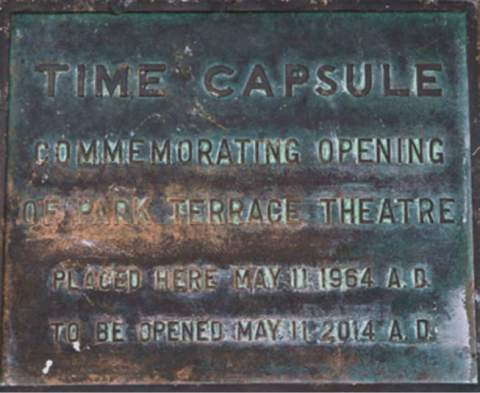 TIME CAPSULE
COMMEMORATING OPENING
OF PARK TERRACE THEATRE
PLACED HERE MAY 11 1964 A.D.
TO BE OPENED MAY 11, 2014 A.D.